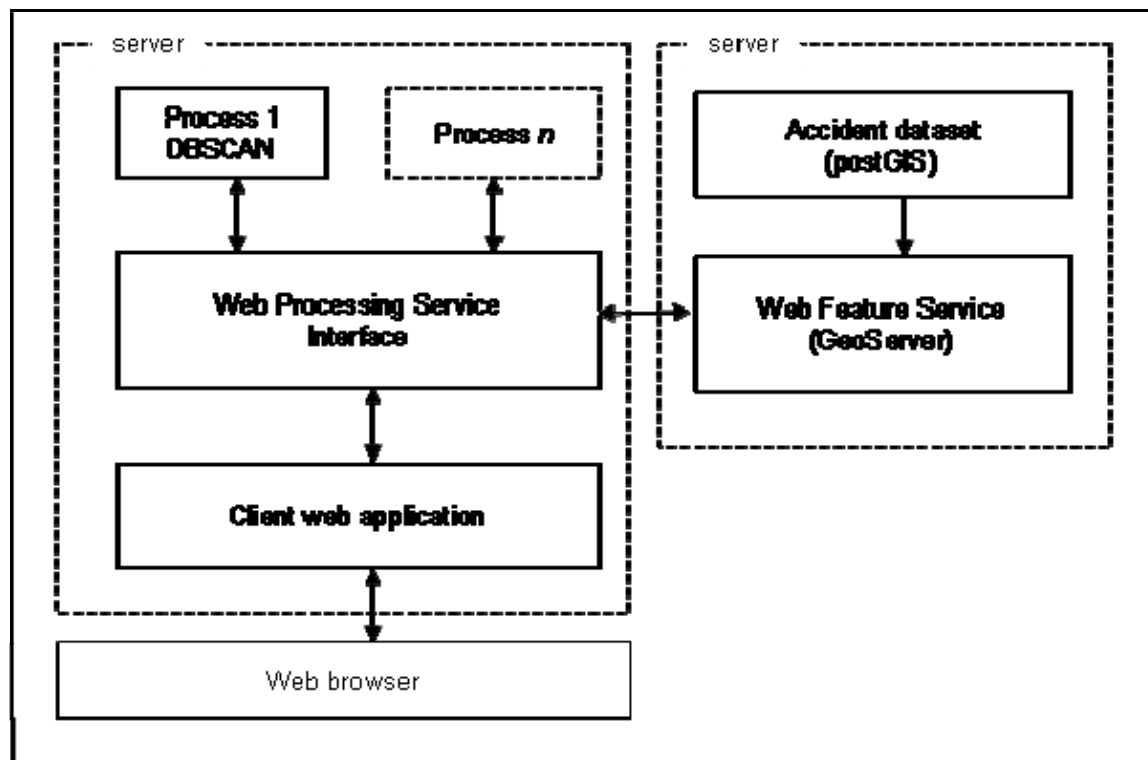 server
server
Process 1
DBSCAN
Process n
Accident dataset
(postGIS)
Web Processing Service
Interface
Web Feature Service
(GeoServer)
Client web application
Web browser